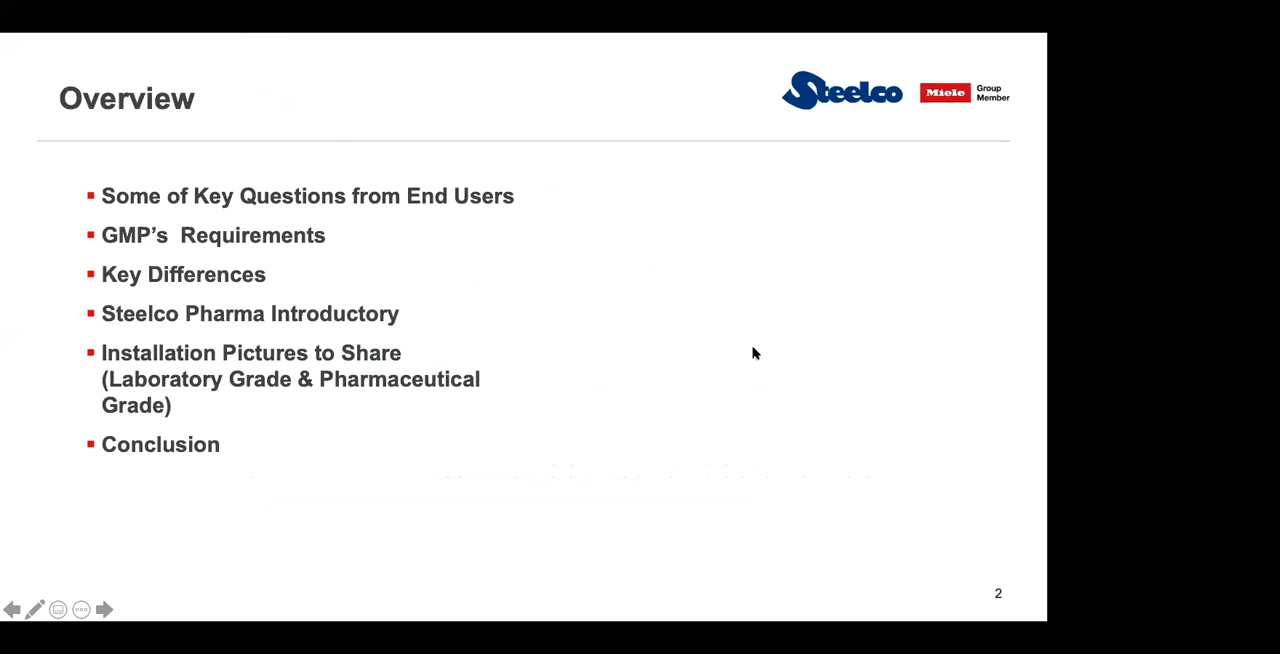 Overview
Steelco
Miele
Group
Member
Some of Key Questions from End Users
GMP’s  Requirements
Key Differences
Steelco Pharma Introductory
Installation Pictures to Share
(Laboratory Grade & Pharmaceutical
Grade)
Conclusion
2